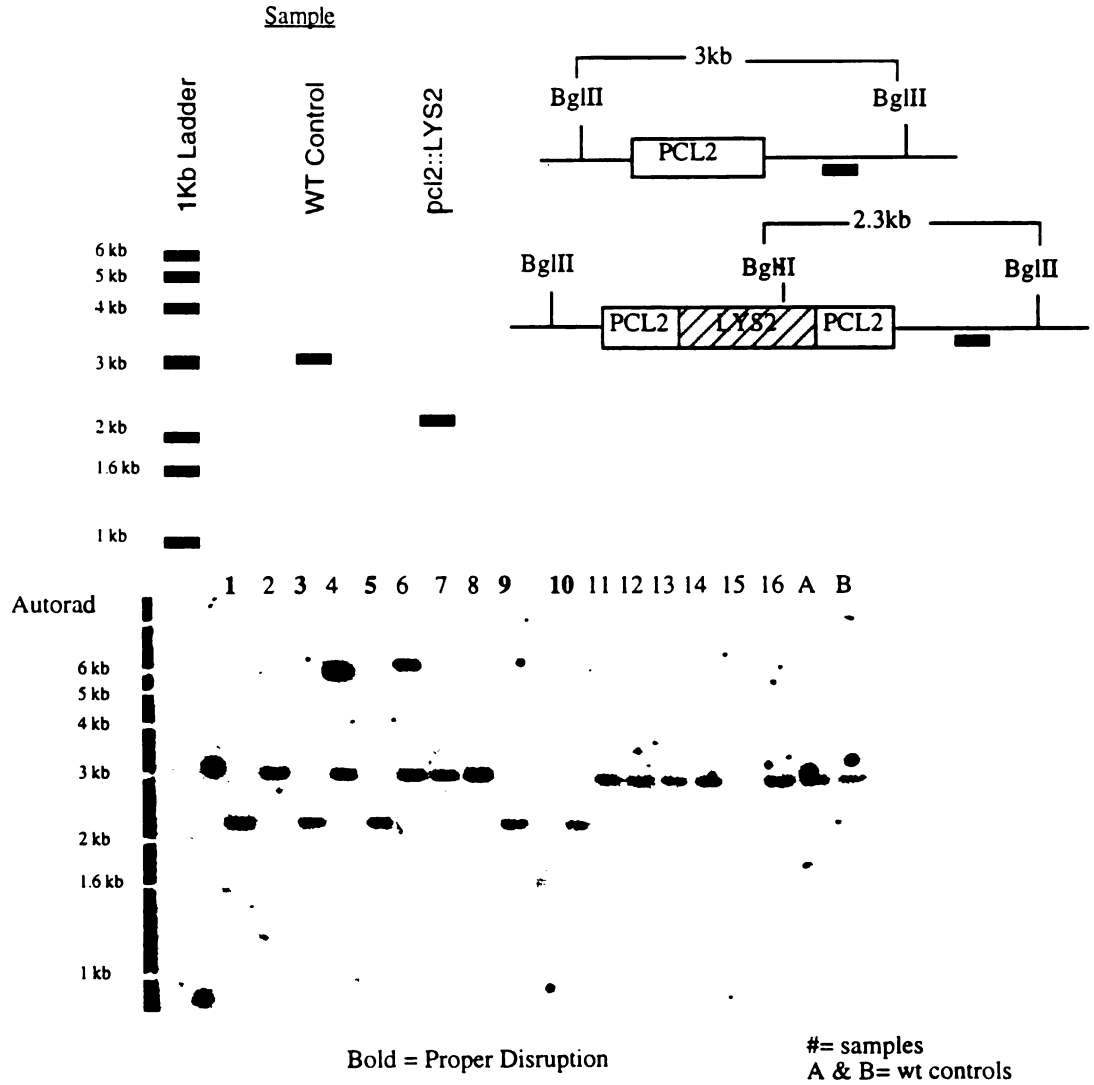 Sample
1Kb Ladder
WT Control
pcl2::LYS2
6 kb
5 kb
4 kb
3 kb
2 kb
1.6 kb
1 kb
3kb
BglII
BglII
PCL2
2.3kb
BglII
BglII
PCL2
LYS2
PCL2
1 2 3 4 5 6 7 8 9 10 11 12 13 14 15 16 A B
Autorad
6 kb
5 kb
4 kb
3 kb
2 kb
1.6 kb
1 kb
Bold = Proper Disruption
#= samples
A & B= wt controls